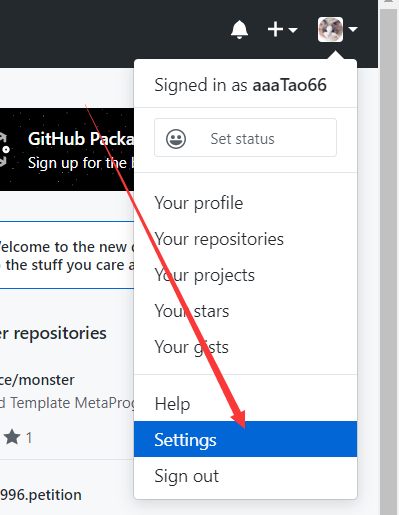 Signed in as aaaTao66
Set status
Your profile
Your repositories
Your projects
Your stars
Your gists
Help
Settings
Sign out
GitHub Packa
Sign up for the b
elcome to the new
the stuff you care a
er repositories
ce/monster
d Template MetaProg
1
996.petition